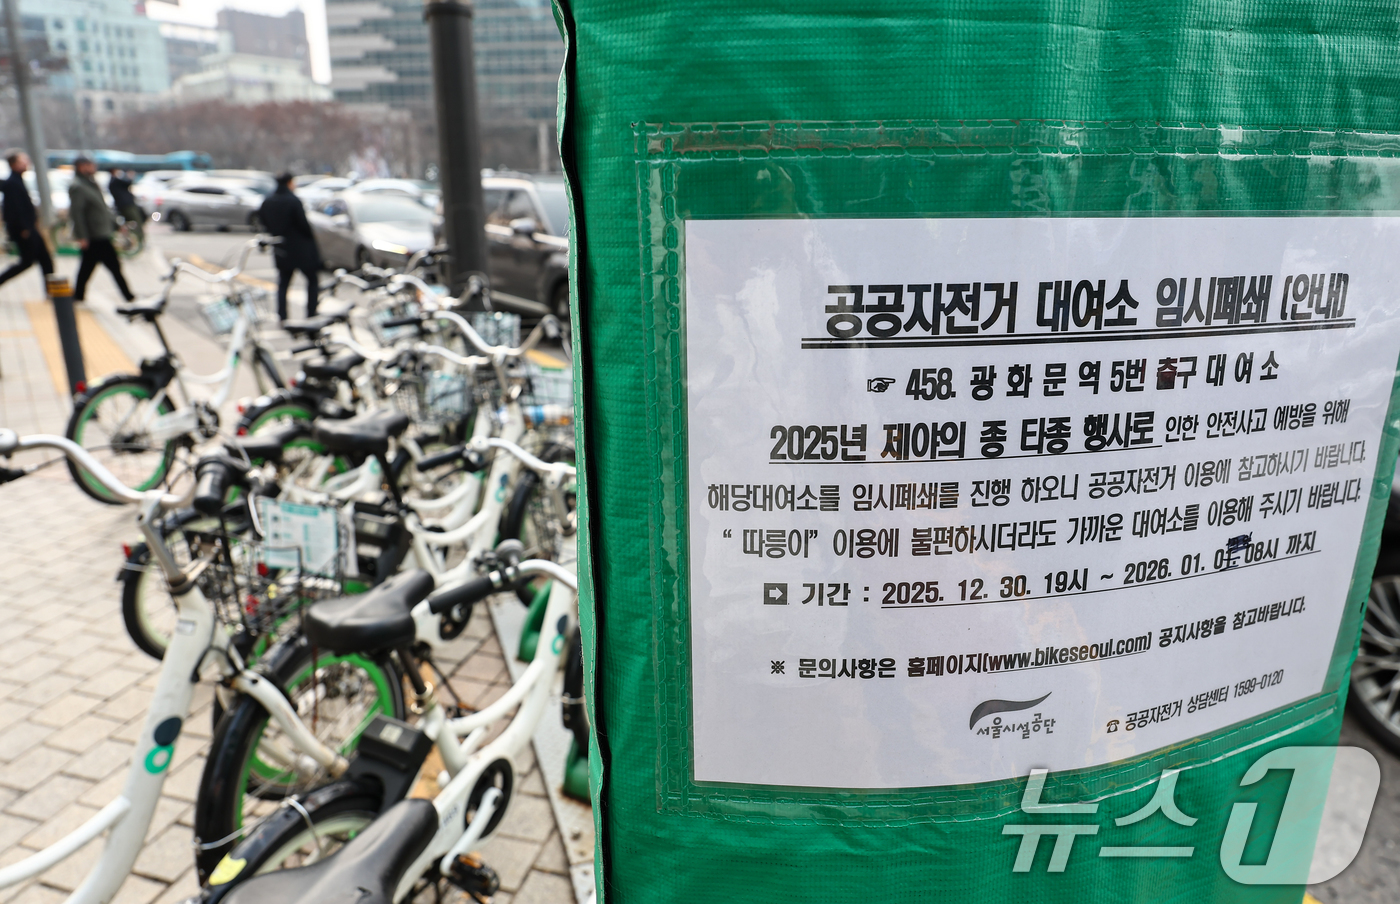 공공자전거 대여소 임시폐쇄 (안내)
☞ 458. 광화문역 5번 출구 대여소
2025년 제야의 종 타종 행사로 인한 안전사고 예방을 위해
해당대여소를 임시폐쇄를 진행 하오니 공공자전거 이용에 참고하시기 바랍니다.
“ 따릉이” 이용에 불편하시더라도 가까운 대여소를 이용해 주시기 바랍니다.
➡ 기간 : 2025. 12. 30. 19시 ~ 2026. 01. 08시 까지
※ 문의사항은 홈페이지(www.bikeseoul.com) 공지사항을 참고바랍니다.
서울시설공단
☎ 공공자전거 상담센터 1599-0120
뉴스1